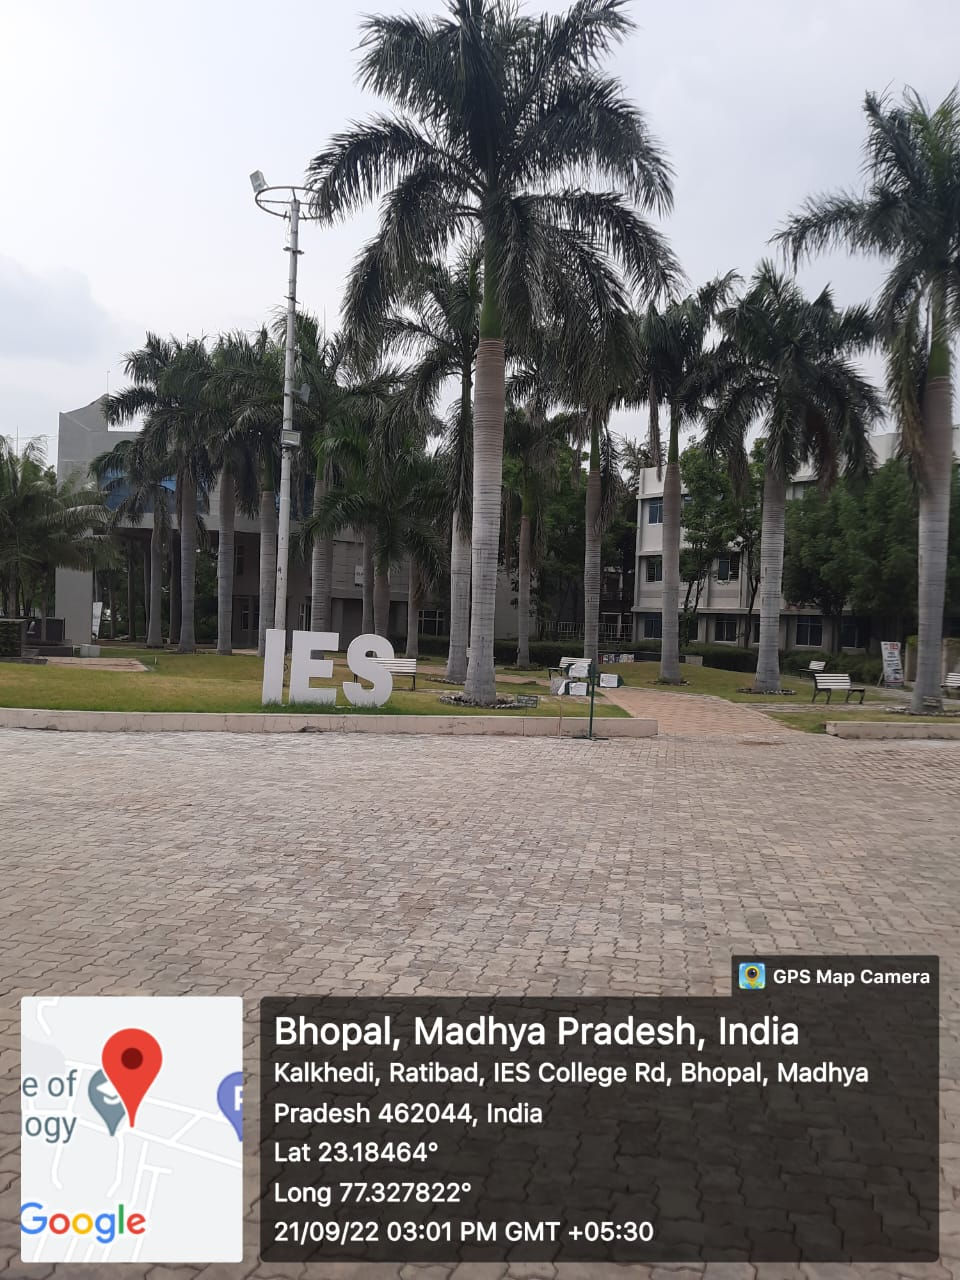 IES
IES
GPS Map Camera
Bhopal, Madhya Pradesh, India
Kalkhedi, Ratibad, IES College Rd, Bhopal, Madhya
Pradesh 462044, India
Lat 23.18464°
Long 77.327822°
21/09/22 03:01 PM GMT +05:30
e of
ogy
Google